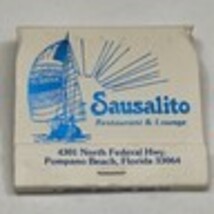 Sausalito
Restaurant & Lounge
4301 North Federal Hwy.
Pompano Beach, Florida 33064